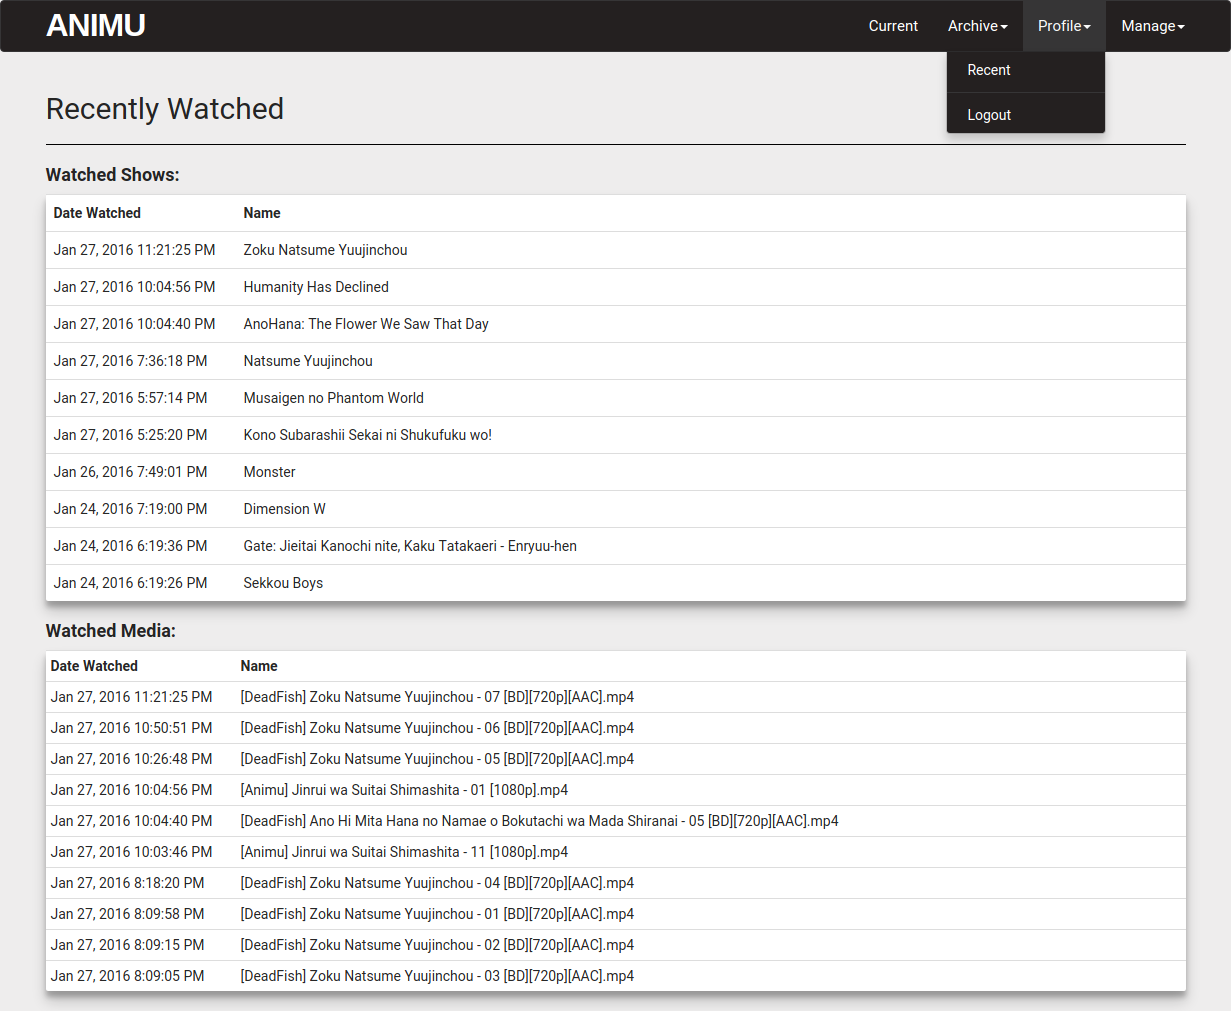 ANIMU
Current Archive Profile Manage
Recent
Logout
Recently Watched
Watched Shows:
Date Watched Name
Jan 27, 2016 11:21:25 PM Zoku Natsume Yuujinchou
Jan 27, 2016 10:04:56 PM Humanity Has Declined
Jan 27, 2016 10:04:40 PM AnoHana: The Flower We Saw That Day
Jan 27, 2016 7:36:18 PM Natsume Yuujinchou
Jan 27, 2016 5:57:14 PM Musaigen no Phantom World
Jan 27, 2016 5:25:20 PM Kono Subarashii Sekai ni Shukufuku wo!
Jan 26, 2016 7:49:01 PM Monster
Jan 24, 2016 7:19:00 PM Dimension W
Jan 24, 2016 6:19:36 PM Gate: Jieitai Kanochi nite, Kaku Tatakaeri - Enryuu-hen
Jan 24, 2016 6:19:26 PM Sekkou Boys
Watched Media:
Date Watched Name
Jan 27, 2016 11:21:25 PM [DeadFish] Zoku Natsume Yuujinchou - 07 [BD][720p][AAC].mp4
Jan 27, 2016 10:50:51 PM [DeadFish] Zoku Natsume Yuujinchou - 06 [BD][720p][AAC].mp4
Jan 27, 2016 10:26:48 PM [DeadFish] Zoku Natsume Yuujinchou - 05 [BD][720p][AAC].mp4
Jan 27, 2016 10:04:56 PM [Animu] Jinrui wa Suitai Shimashita - 01 [1080p].mp4
Jan 27, 2016 10:04:40 PM [DeadFish] Ano Hi Mita Hana no Namae o Bokutachi wa Mada Shiranai - 05 [BD][720p][AAC].mp4
Jan 27, 2016 10:03:46 PM [Animu] Jinrui wa Suitai Shimashita - 11 [1080p].mp4
Jan 27, 2016 8:18:20 PM [DeadFish] Zoku Natsume Yuujinchou - 04 [BD][720p][AAC].mp4
Jan 27, 2016 8:09:58 PM [DeadFish] Zoku Natsume Yuujinchou - 01 [BD][720p][AAC].mp4
Jan 27, 2016 8:09:15 PM [DeadFish] Zoku Natsume Yuujinchou - 02 [BD][720p][AAC].mp4
Jan 27, 2016 8:09:05 PM [DeadFish] Zoku Natsume Yuujinchou - 03 [BD][720p][AAC].mp4